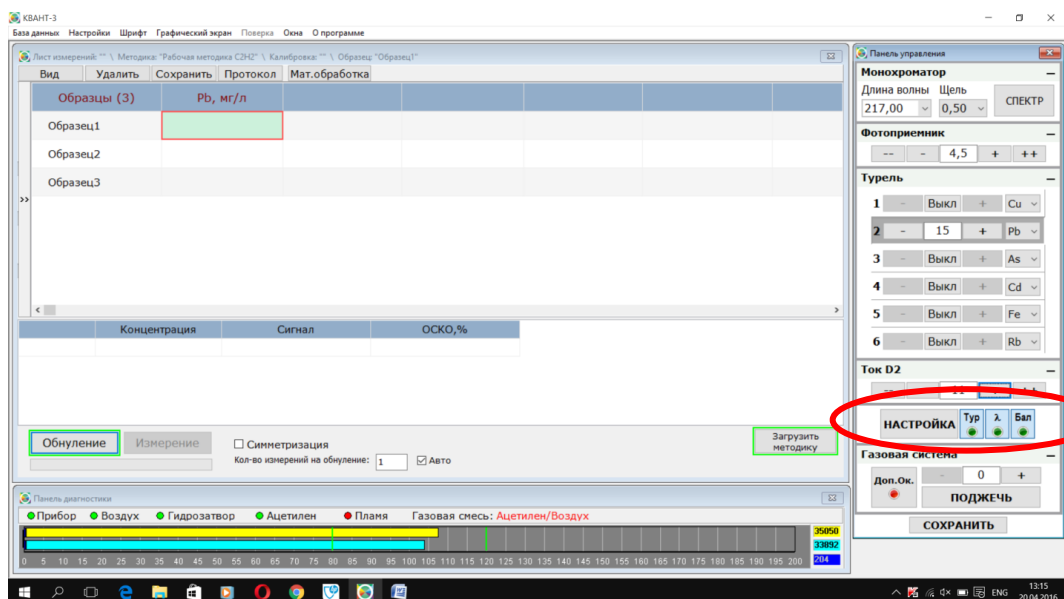 КВАНТ-3
База данных Настройки Шрифт Графический экран Поверка Окна О программе
Лист измерений: "" \ Методика: "Рабочая методика C2H2" \ Калибровка: "" \ Образец: "Образец1"
Вид Удалить Сохранить Протокол Мат.обработка
Образцы (3) Pb, мг/л
Образец1
Образец2
Образец3
>>
< >
Концентрация Сигнал ОСКО,%
Обнуление Измерение Симметризация
Кол-во измерений на обнуление: 1 Авто
Загрузить
методику
Панель диагностики
Прибор Воздух Гидрозатвор Ацетилен Пламя Газовая смесь: Ацетилен/Воздух
35050
33892
0 5 10 15 20 25 30 35 40 45 50 55 60 65 70 75 80 85 90 95 100 105 110 115 120 125 130 135 140 145 150 155 160 165 170 175 180 185 190 195 200 204
Панель управления
Монохроматор
Длина волны Щель
217,00 0,50 СПЕКТР
Фотоприемник
-- - 4,5 + ++
Турель
1 - Выкл + Cu
2 - 15 + Pb
3 - Выкл + As
4 - Выкл + Cd
5 - Выкл + Fe
6 - Выкл + Rb
Ток D2
НАСТРОЙКА Тур λ Бал
Газовая система
Доп.Ок. - 0 +
ПОДЖЕЧЬ
СОХРАНИТЬ
ENG 13:15
20.04.2016